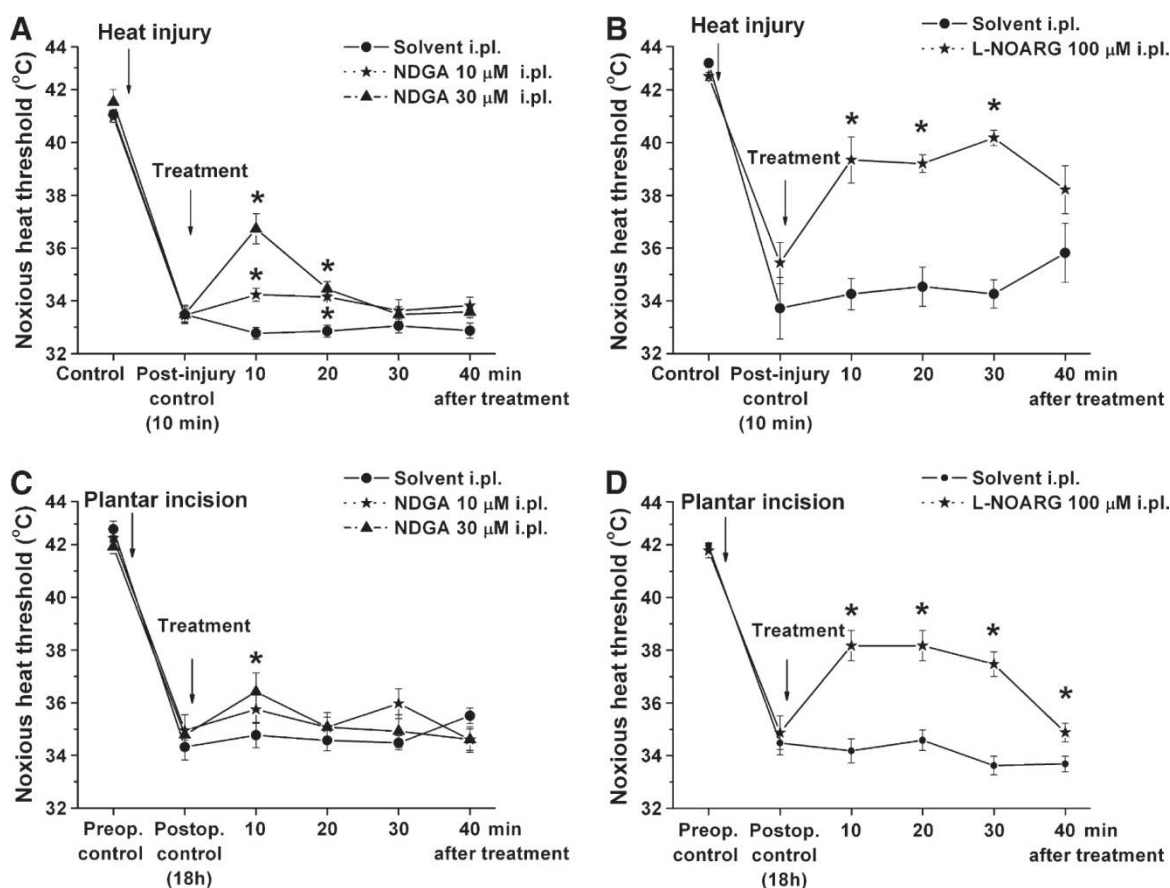 A
Heat injury
Solvent i.pl.
NDGA 10 μM i.pl.
NDGA 30 μM i.pl.
Noxious heat threshold (°C)
44
42
40
38
36
34
32
Treatment
*
*
*
*
Control Post-injury 10 20 30 40 min
control after treatment
(10 min)
B
Heat injury
Solvent i.pl.
L-NOARG 100 μM i.pl.
Noxious heat threshold (°C)
44
42
40
38
36
34
32
Treatment
* * *
Control Post-injury 10 20 30 40 min
control after treatment
(10 min)
C
Plantar incision
Solvent i.pl.
NDGA 10 μM i.pl.
NDGA 30 μM i.pl.
Noxious heat threshold (°C)
44
42
40
38
36
34
32
Treatment
*
Preop. Postop. 10 20 30 40 min
control control after treatment
(18h)
D
Plantar incision
Solvent i.pl.
L-NOARG 100 μM i.pl.
Noxious heat threshold (°C)
44
42
40
38
36
34
32
Treatment
* * *
*
Preop. Postop. 10 20 30 40 min
control control after treatment
(18h)